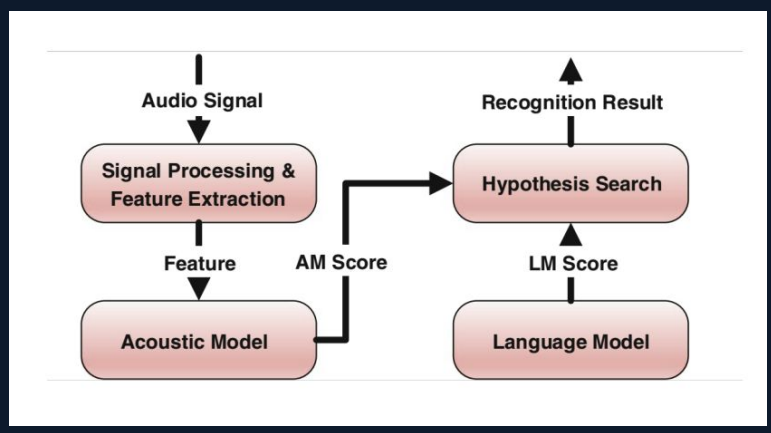 Audio Signal
Signal Processing &
Feature Extraction
Feature
Acoustic Model
AM Score
Recognition Result
Hypothesis Search
LM Score
Language Model